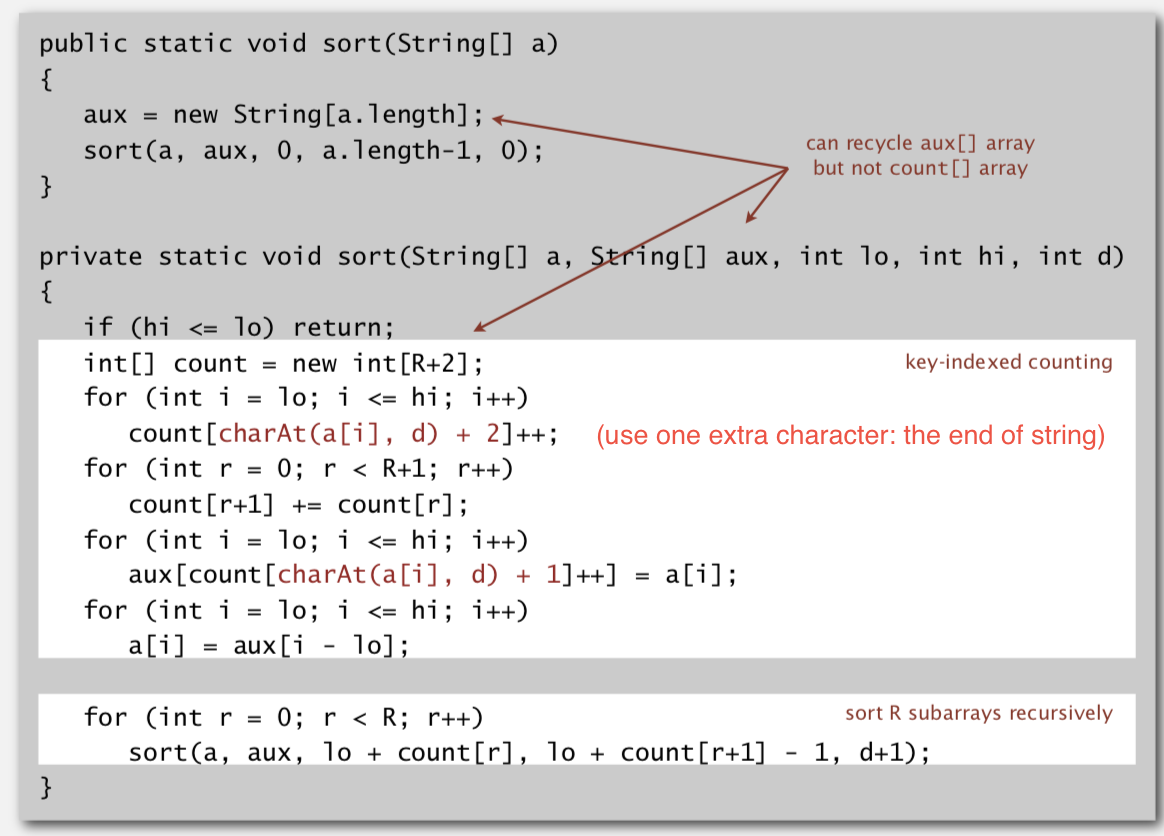 public static void sort(String[] a)
{
   aux = new String[a.length];
   sort(a, aux, 0, a.length-1, 0);
}
can recycle aux[] array
but not count[] array
private static void sort(String[] a, String[] aux, int lo, int hi, int d)
{
   if (hi <= lo) return;
   int[] count = new int[R+2];   key-indexed counting
   for (int i = lo; i <= hi; i++)
      count[charAt(a[i], d) + 2]++;   (use one extra character: the end of string)
   for (int r = 0; r < R+1; r++)
      count[r+1] += count[r];
   for (int i = lo; i <= hi; i++)
      aux[count[charAt(a[i], d) + 1]++] = a[i];
   for (int i = lo; i <= hi; i++)
      a[i] = aux[i - lo];
   for (int r = 0; r < R; r++)   sort R subarrays recursively
      sort(a, aux, lo + count[r], lo + count[r+1] - 1, d+1);
}